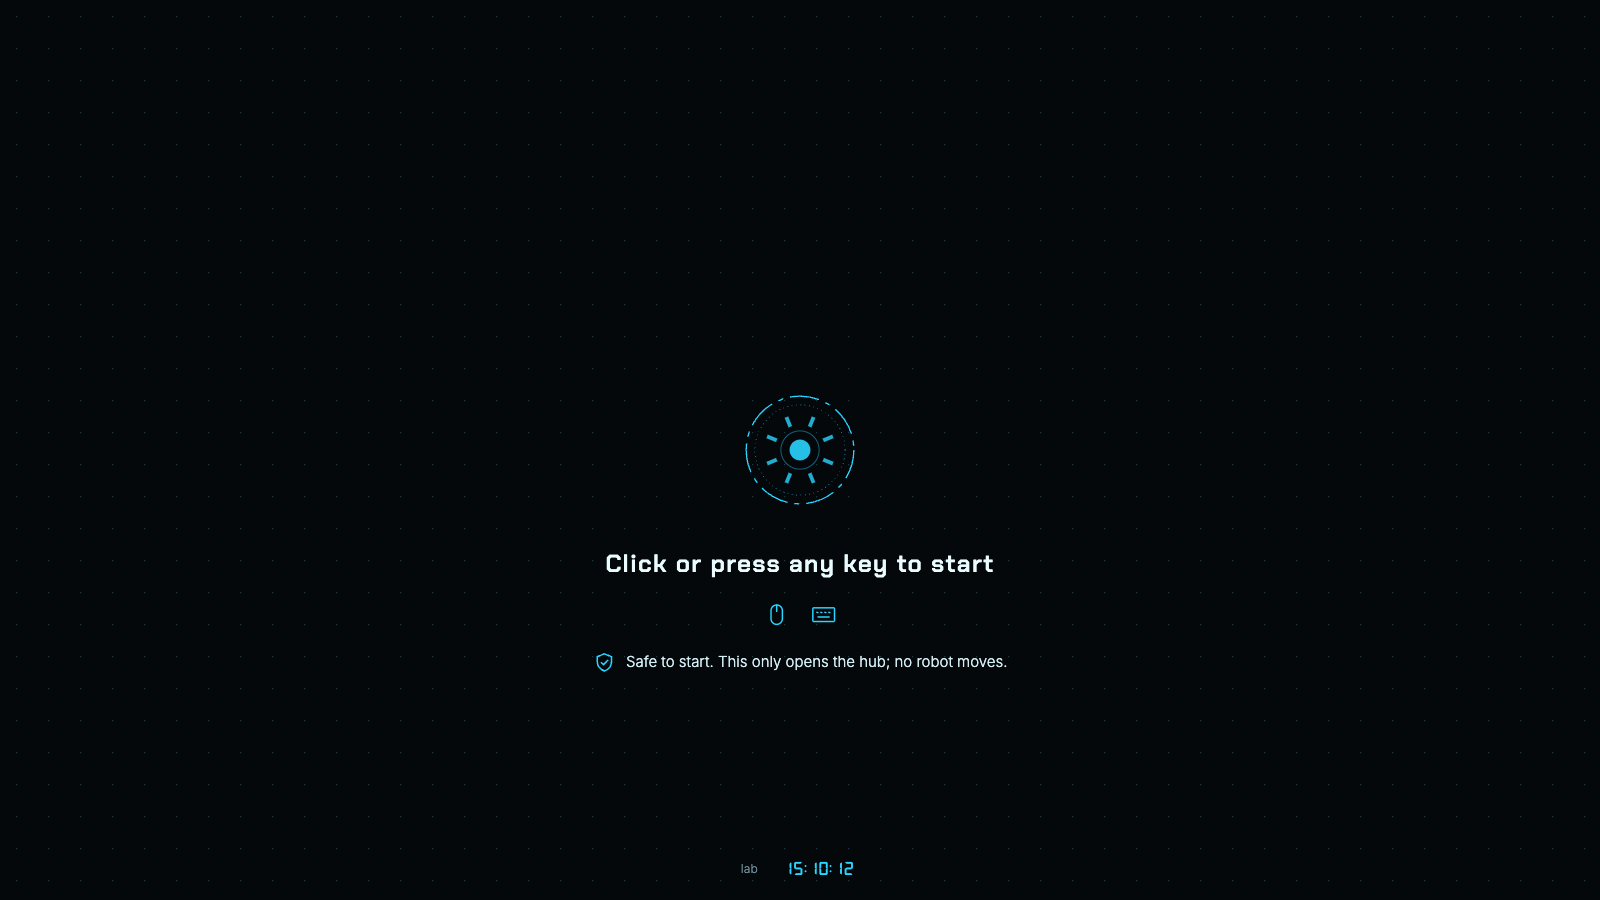 Click or press any key to start
Safe to start. This only opens the hub; no robot moves.
lab 15:10:12